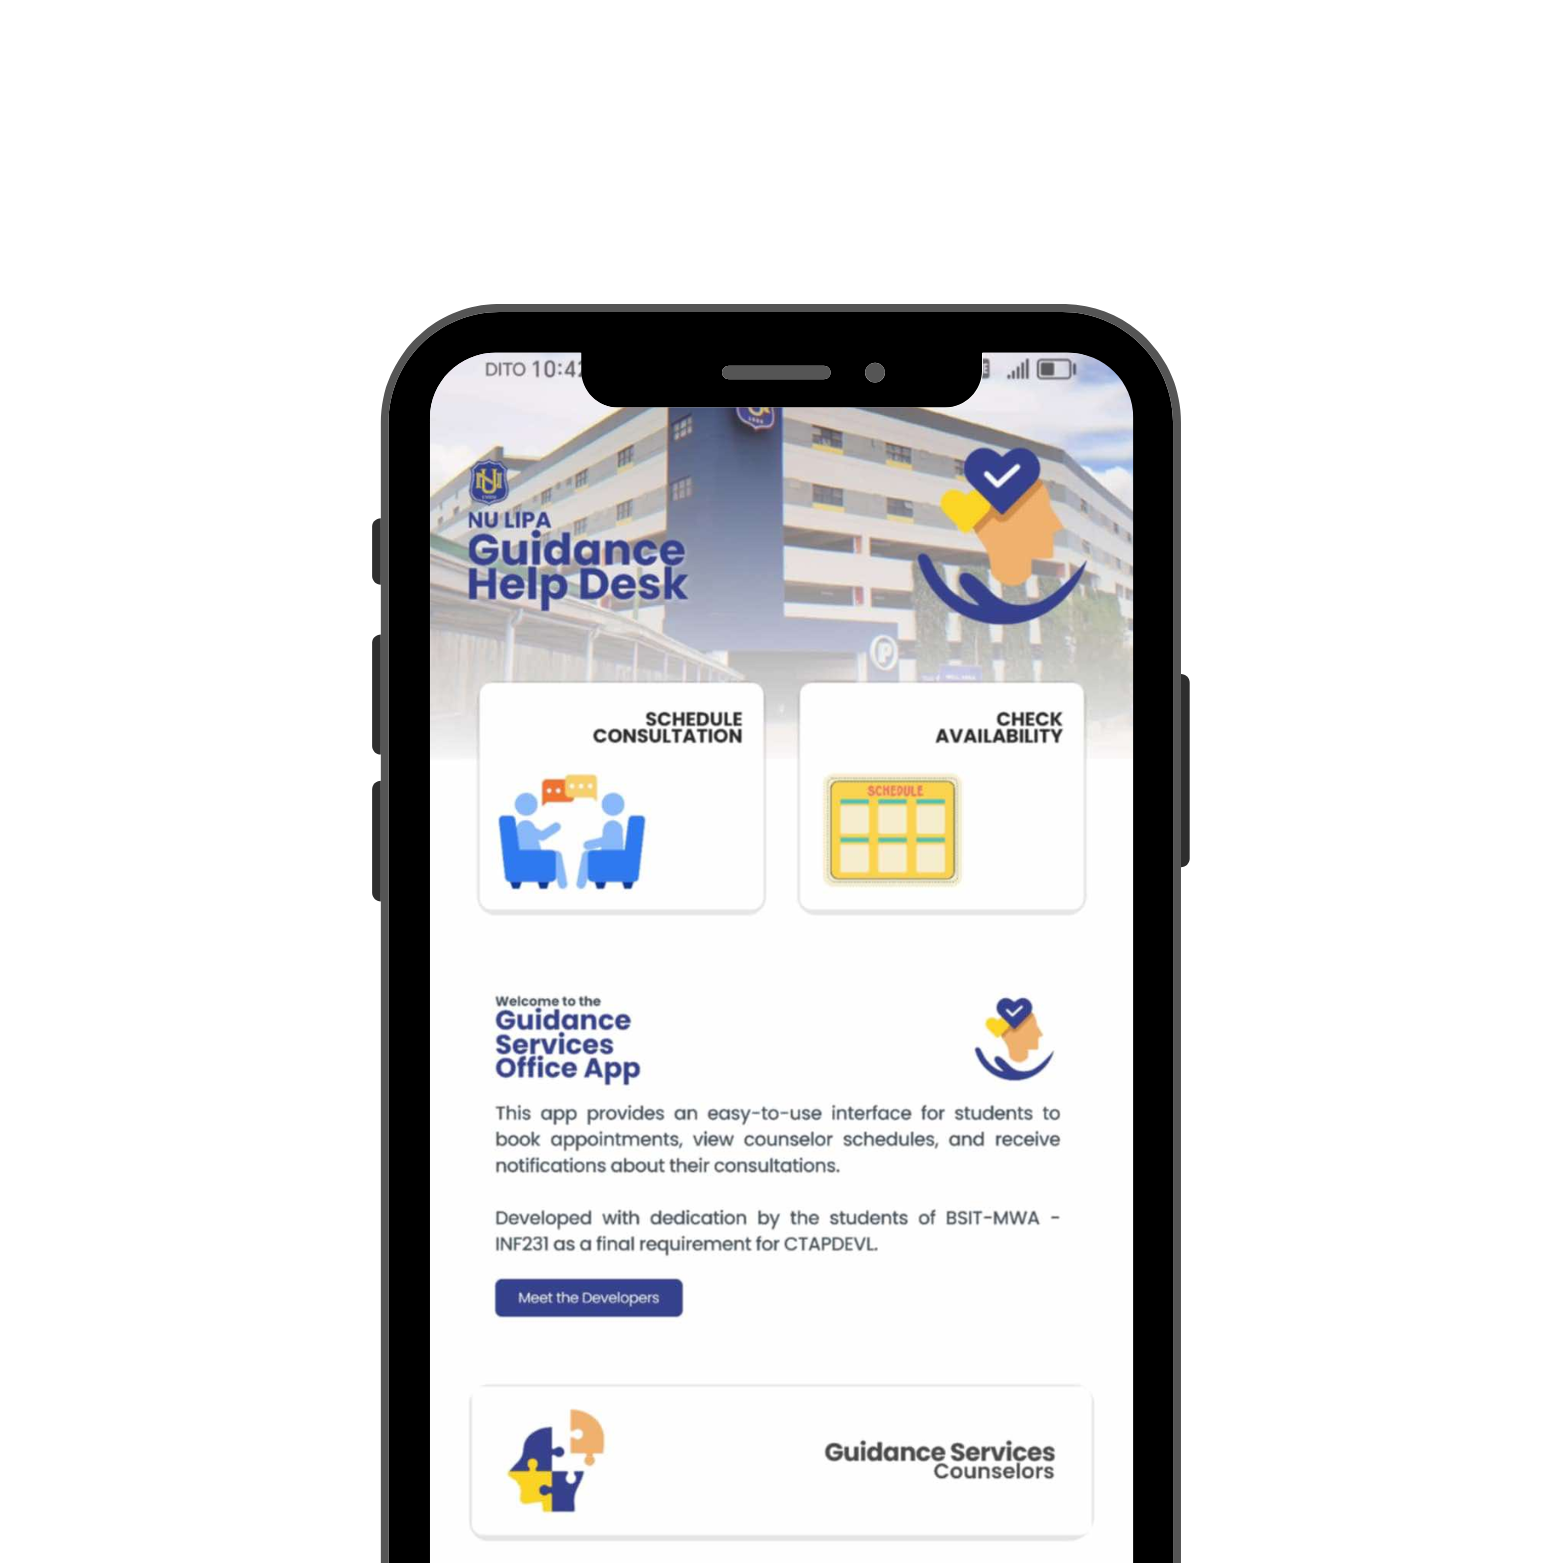 DITO 10:42
NU LIPA
Guidance
Help Desk
P
SCHEDULE
CONSULTATION
CHECK
AVAILABILITY
SCHEDULE
Welcome to the
Guidance
Services
Office App
This app provides an easy-to-use interface for students to
book appointments, view counselor schedules, and receive
notifications about their consultations.
Developed with dedication by the students of BSIT-MWA -
INF231 as a final requirement for CTAPDEVL.
Meet the Developers
Guidance Services
Counselors